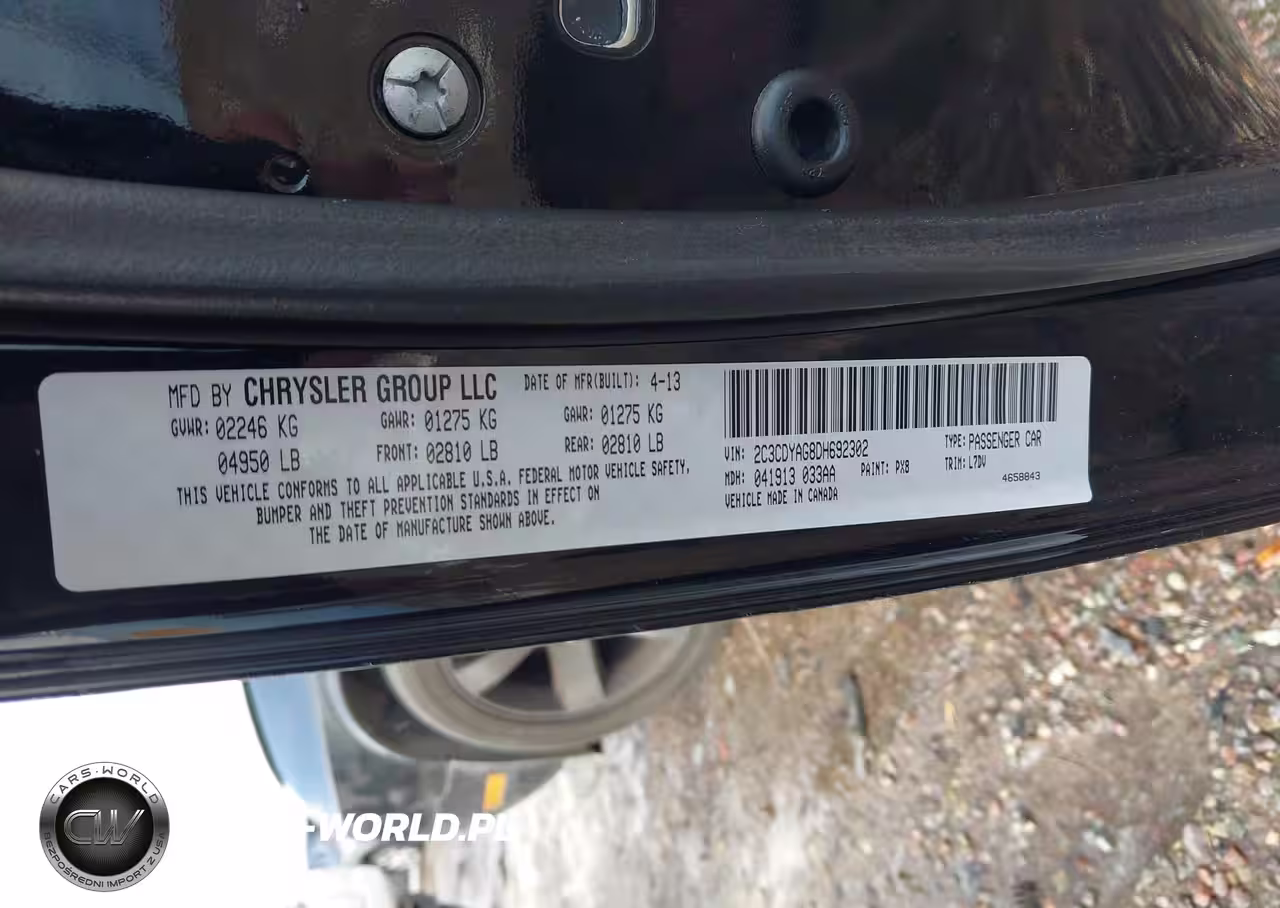 MFD BY CHRYSLER GROUP LLC DATE OF MFR(BUILT): 4-13
GVWR: 02246 KG GAWR: 01275 KG GAWR: 01275 KG
04950 LB FRONT: 02810 LB REAR: 02810 LB
THIS VEHICLE CONFORMS TO ALL APPLICABLE U.S.A. FEDERAL MOTOR VEHICLE SAFETY,
BUMPER AND THEFT PREVENTION STANDARDS IN EFFECT ON
THE DATE OF MANUFACTURE SHOWN ABOVE.
VIN: 2C3CDYAG8DH692302 TYPE: PASSENGER CAR
MDH: 041913 033AA PAINT: PX8 TRIM: L7DV
VEHICLE MADE IN CANADA 4658843
CARS-WORLD
CW
BEZPOŚREDNI IMPORT Z USA
-WORLD.PL